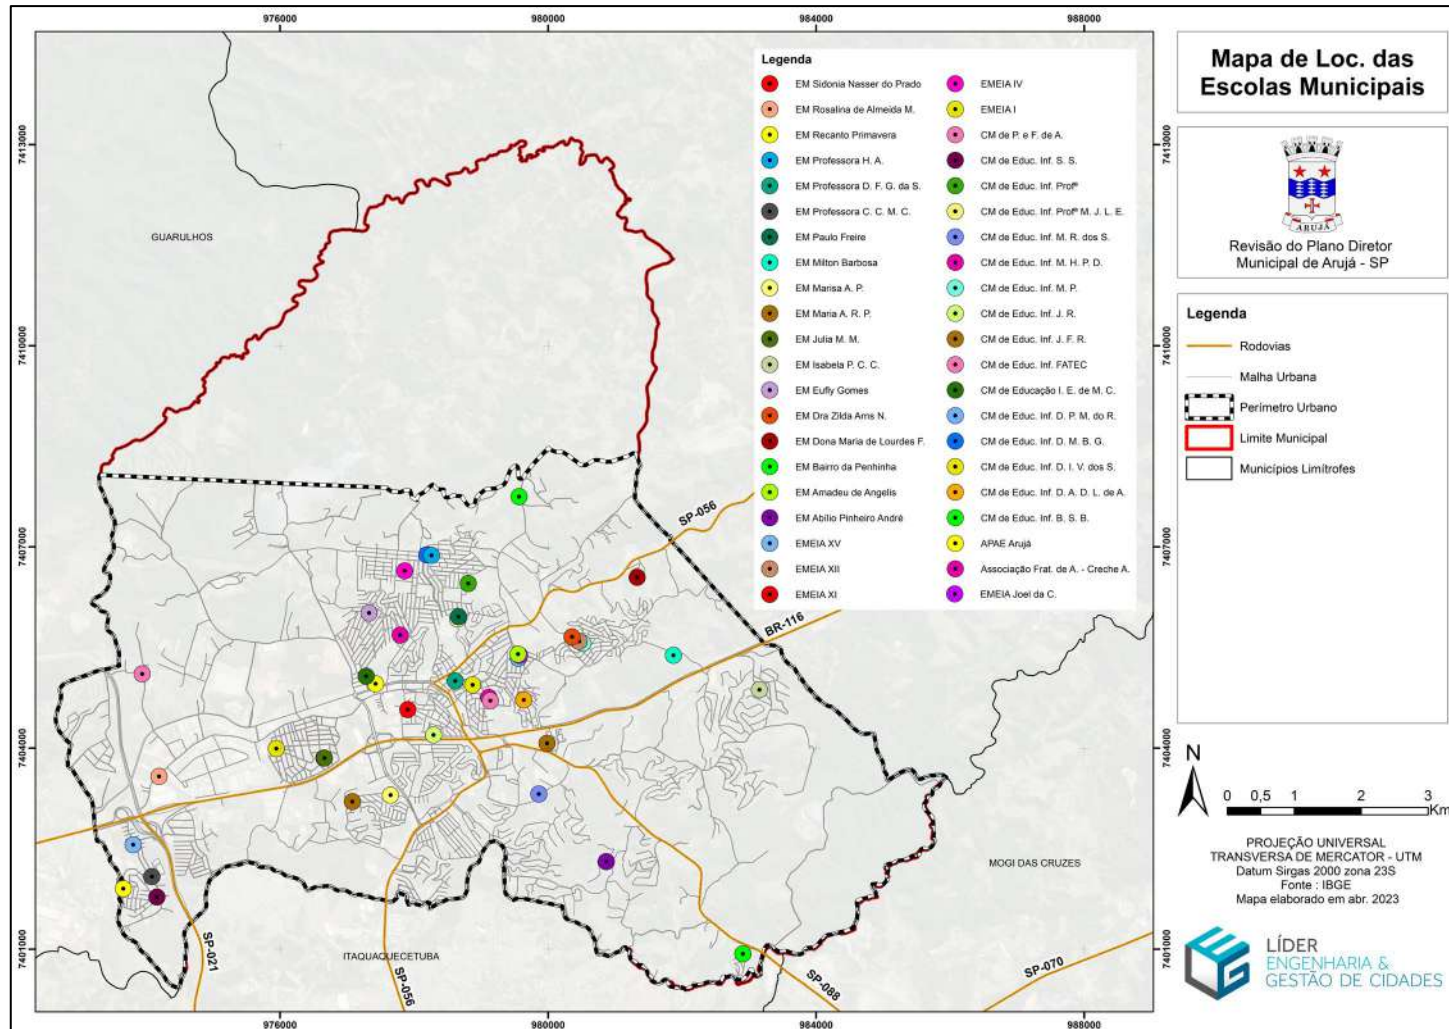 976000
980000
984000
988000
7413000
7413000
7410000
7410000
7407000
7407000
7404000
7404000
7401000
7401000
GUARULHOS
SP-056
BR-116
MOGI DAS CRUZES
ITAQUAQUECETUBA
SP-021
SP-056
SP-088
SP-070
976000
980000
984000
988000
Legenda
EM Sidonia Nasser do Prado
EM Rosalina de Almeida M.
EM Recanto Primavera
EM Professora H. A.
EM Professora D. F. G. da S.
EM Professora C. C. M. C.
EM Paulo Freire
EM Milton Barbosa
EM Marisa A. P.
EM Maria A. R. P.
EM Julia M. M.
EM Isabela P. C. C.
EM Eufly Gomes
EM Dra Zilda Arns N.
EM Dona Maria de Lourdes F.
EM Bairro da Penhinha
EM Amadeu de Angelis
EM Abílio Pinheiro André
EMEIA XV
EMEIA XII
EMEIA XI
EMEIA IV
EMEIA I
CM de P. e F. de A.
CM de Educ. Inf. S. S.
CM de Educ. Inf. Profª
CM de Educ. Inf. Profª M. J. L. E.
CM de Educ. Inf. M. R. dos S.
CM de Educ. Inf. M. H. P. D.
CM de Educ. Inf. M. P.
CM de Educ. Inf. J. R.
CM de Educ. Inf. J. F. R.
CM de Educ. Inf. FATEC
CM de Educação I. E. de M. C.
CM de Educ. Inf. D. P. M. do R.
CM de Educ. Inf. D. M. B. G.
CM de Educ. Inf. D. I. V. dos S.
CM de Educ. Inf. D. A. D. L. de A.
CM de Educ. Inf. B. S. B.
APAE Arujá
Associação Frat. de A. - Creche A.
EMEIA Joel da C.
Mapa de Loc. das
Escolas Municipais
ARUJÁ
Revisão do Plano Diretor
Municipal de Arujá - SP
Legenda
Rodovias
Malha Urbana
Perímetro Urbano
Limite Municipal
Municípios Limítrofes
N
0 0,5 1 2 3
Km
PROJEÇÃO UNIVERSAL
TRANSVERSA DE MERCATOR - UTM
Datum Sirgas 2000 zona 23S
Fonte : IBGE
Mapa elaborado em abr. 2023
LÍDER
ENGENHARIA &
GESTÃO DE CIDADES